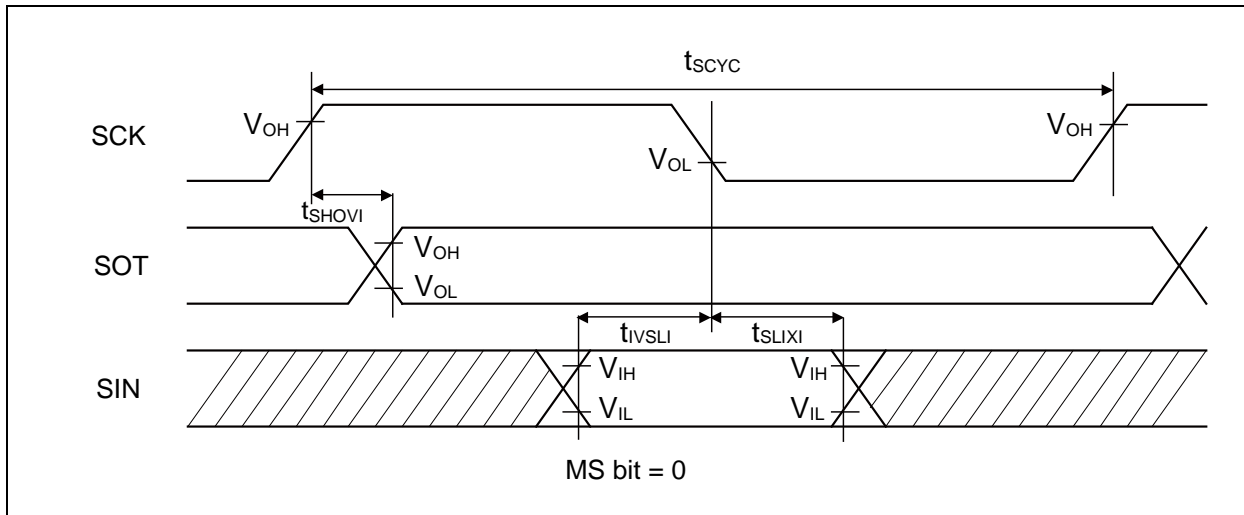 tSCYC
SCK
VOH
VOL
VOH
tSHOVI
SOT
VOH
VOL
tIVSLI
tSLIXI
SIN
VIH
VIL
VIH
VIL
MS bit = 0